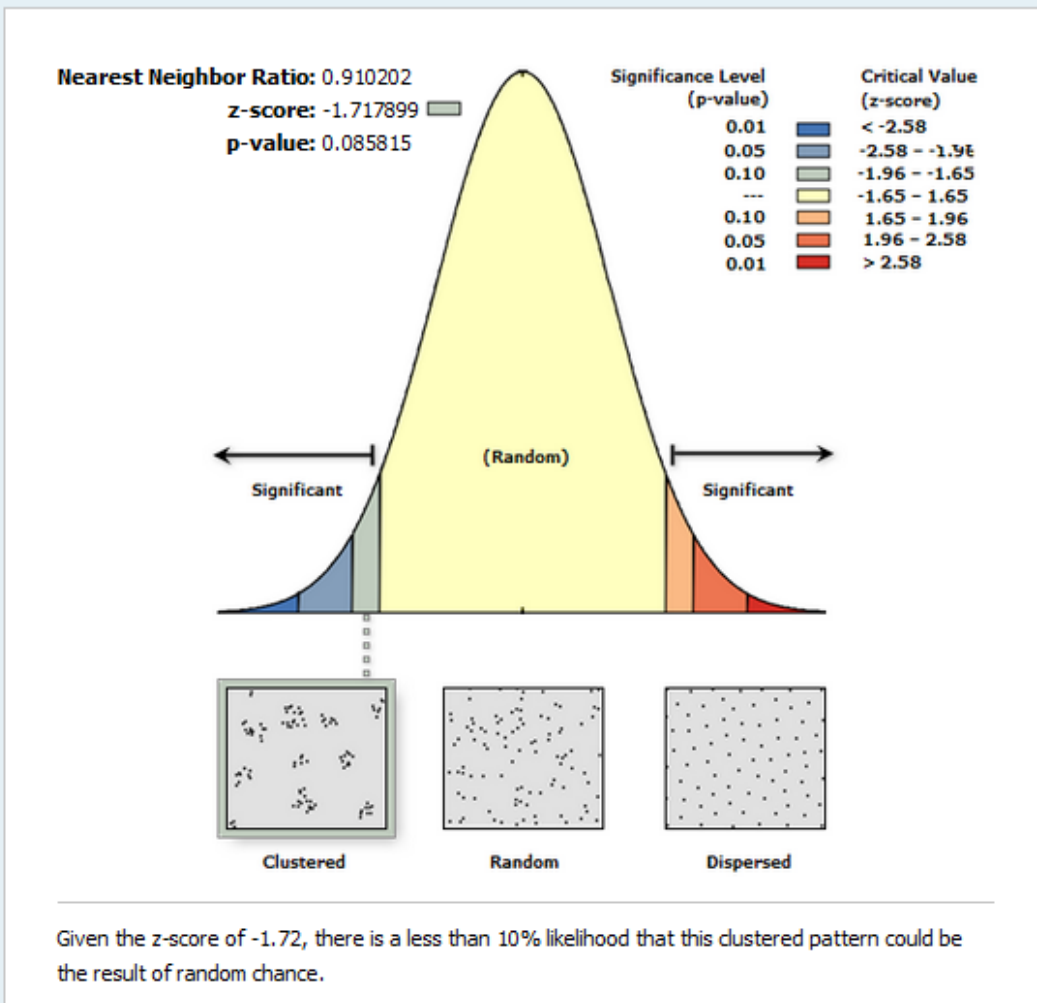 Nearest Neighbor Ratio: 0.910202
z-score: -1.717899
p-value: 0.085815
Significance Level
(p-value)
Critical Value
(z-score)
0.01 < -2.58
0.05 -2.58 – -1.96
0.10 -1.96 – -1.65
--- -1.65 – 1.65
0.10 1.65 – 1.96
0.05 1.96 – 2.58
0.01 > 2.58
(Random)
Significant Significant
Clustered Random Dispersed
Given the z-score of -1.72, there is a less than 10% likelihood that this clustered pattern could be
the result of random chance.